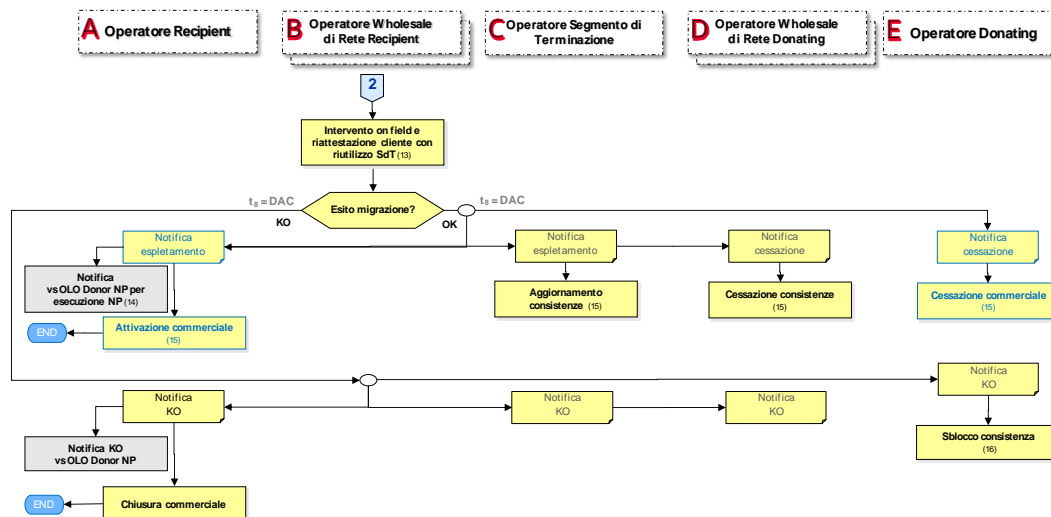 A Operatore Recipient
B Operatore Wholesale
di Rete Recipient
C Operatore Segmento di
Terminazione
D Operatore Wholesale
di Rete Donating
E Operatore Donating
2
Intervento on field e
riattestazione cliente con
riutilizzo SdT (13)
t8 = DAC
KO
Esito migrazione?
OK
t8 = DAC
Notifica
espletamento
Notifica
espletamento
Notifica
cessazione
Notifica
cessazione
Notifica
vs OLO Donor NP per
esecuzione NP (14)
Aggiornamento
consistenze (15)
Cessazione consistenze
(15)
Cessazione commerciale
(15)
END
Attivazione commerciale
(15)
Notifica
KO
Notifica
KO
Notifica
KO
Notifica
KO
Notifica KO
vs OLO Donor NP
Sblocco consistenza
(16)
END
Chiusura commerciale